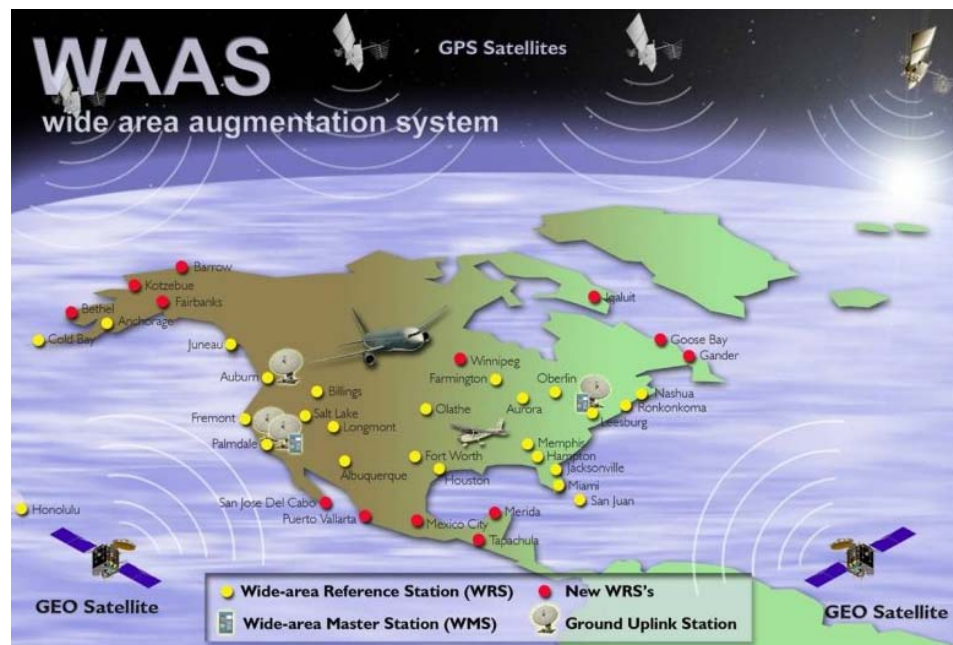 WAAS
wide area augmentation system
GPS Satellites
Barrow
Kotzebue
Fairbanks
Bethel
Anchorage
Cold Bay
Juneau
Auburn
Billings
Fremont
Salt Lake
Longmont
Palmdale
Albuquerque
Iqaluit
Goose Bay
Gander
Winnipeg
Farmington
Oberlin
Nashua
Ronkonkoma
Aurora
Leesburg
Olathe
Memphis
Hampton
Fort Worth
Jacksonville
Houston
Miami
San Juan
Honolulu
San Jose Del Cabo
Puerto Vallarta
Mexico City
Merida
Tapachula
GEO Satellite
GEO Satellite
Wide-area Reference Station (WRS)
New WRS's
Wide-area Master Station (WMS)
Ground Uplink Station